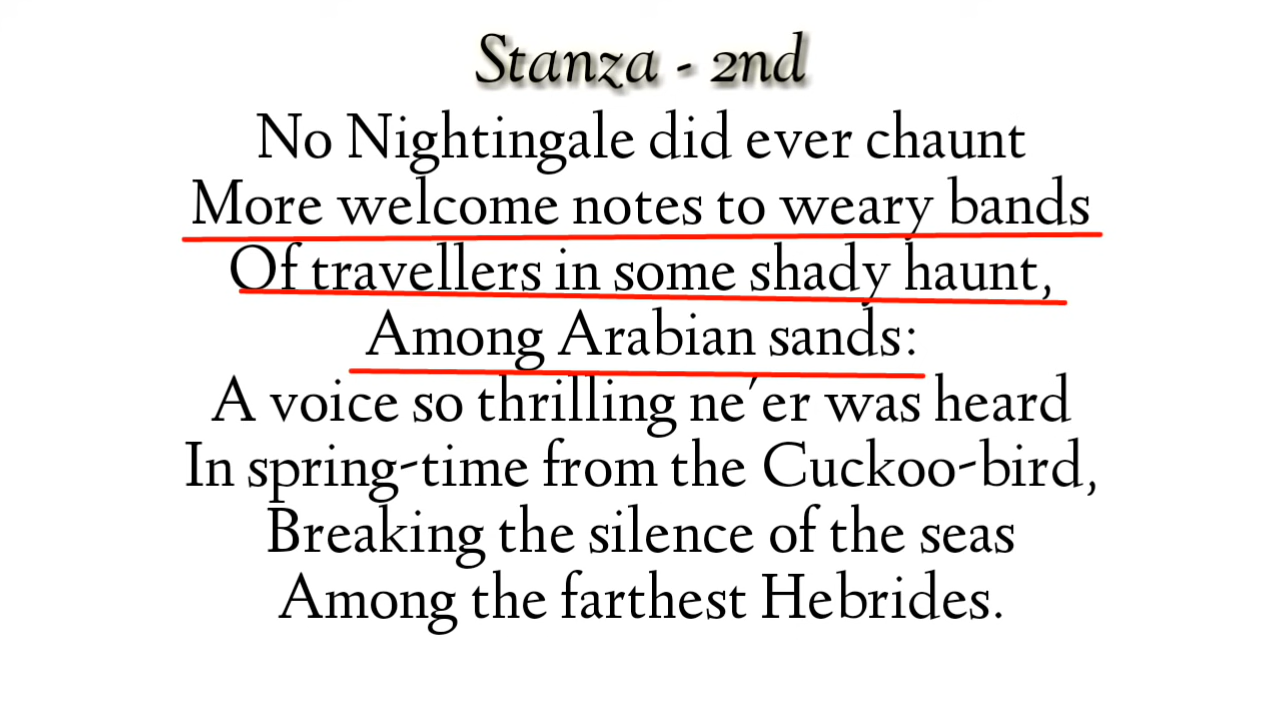 Stanza - 2nd
No Nightingale did ever chaunt
More welcome notes to weary bands
Of travellers in some shady haunt,
Among Arabian sands:
A voice so thrilling ne'er was heard
In spring-time from the Cuckoo-bird,
Breaking the silence of the seas
Among the farthest Hebrides.